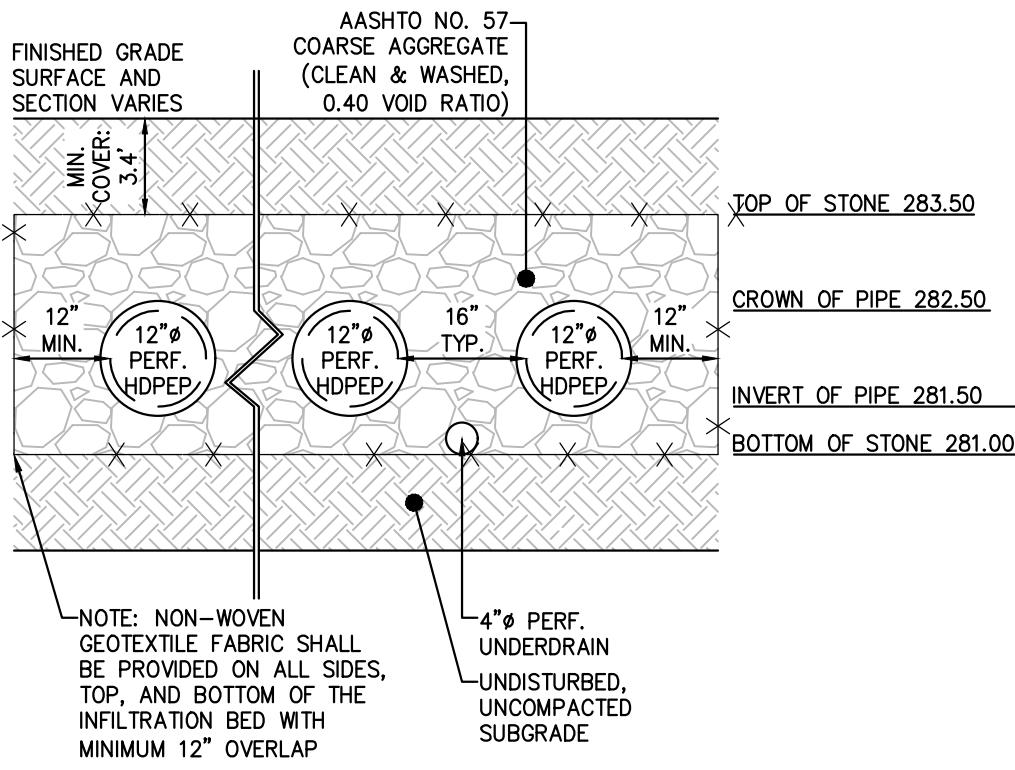 AASHTO NO. 57
COARSE AGGREGATE
(CLEAN & WASHED,
0.40 VOID RATIO)
FINISHED GRADE
SURFACE AND
SECTION VARIES
MIN.
COVER:
3.4'
TOP OF STONE 283.50
CROWN OF PIPE 282.50
12"
MIN.
12"ø
PERF.
HDPEP
12"ø
PERF.
HDPEP
16"
TYP.
12"ø
PERF.
HDPEP
12"
MIN.
INVERT OF PIPE 281.50
BOTTOM OF STONE 281.00
NOTE: NON-WOVEN
GEOTEXTILE FABRIC SHALL
BE PROVIDED ON ALL SIDES,
TOP, AND BOTTOM OF THE
INFILTRATION BED WITH
MINIMUM 12" OVERLAP
4"ø PERF.
UNDERDRAIN
UNDISTURBED,
UNCOMPACTED
SUBGRADE